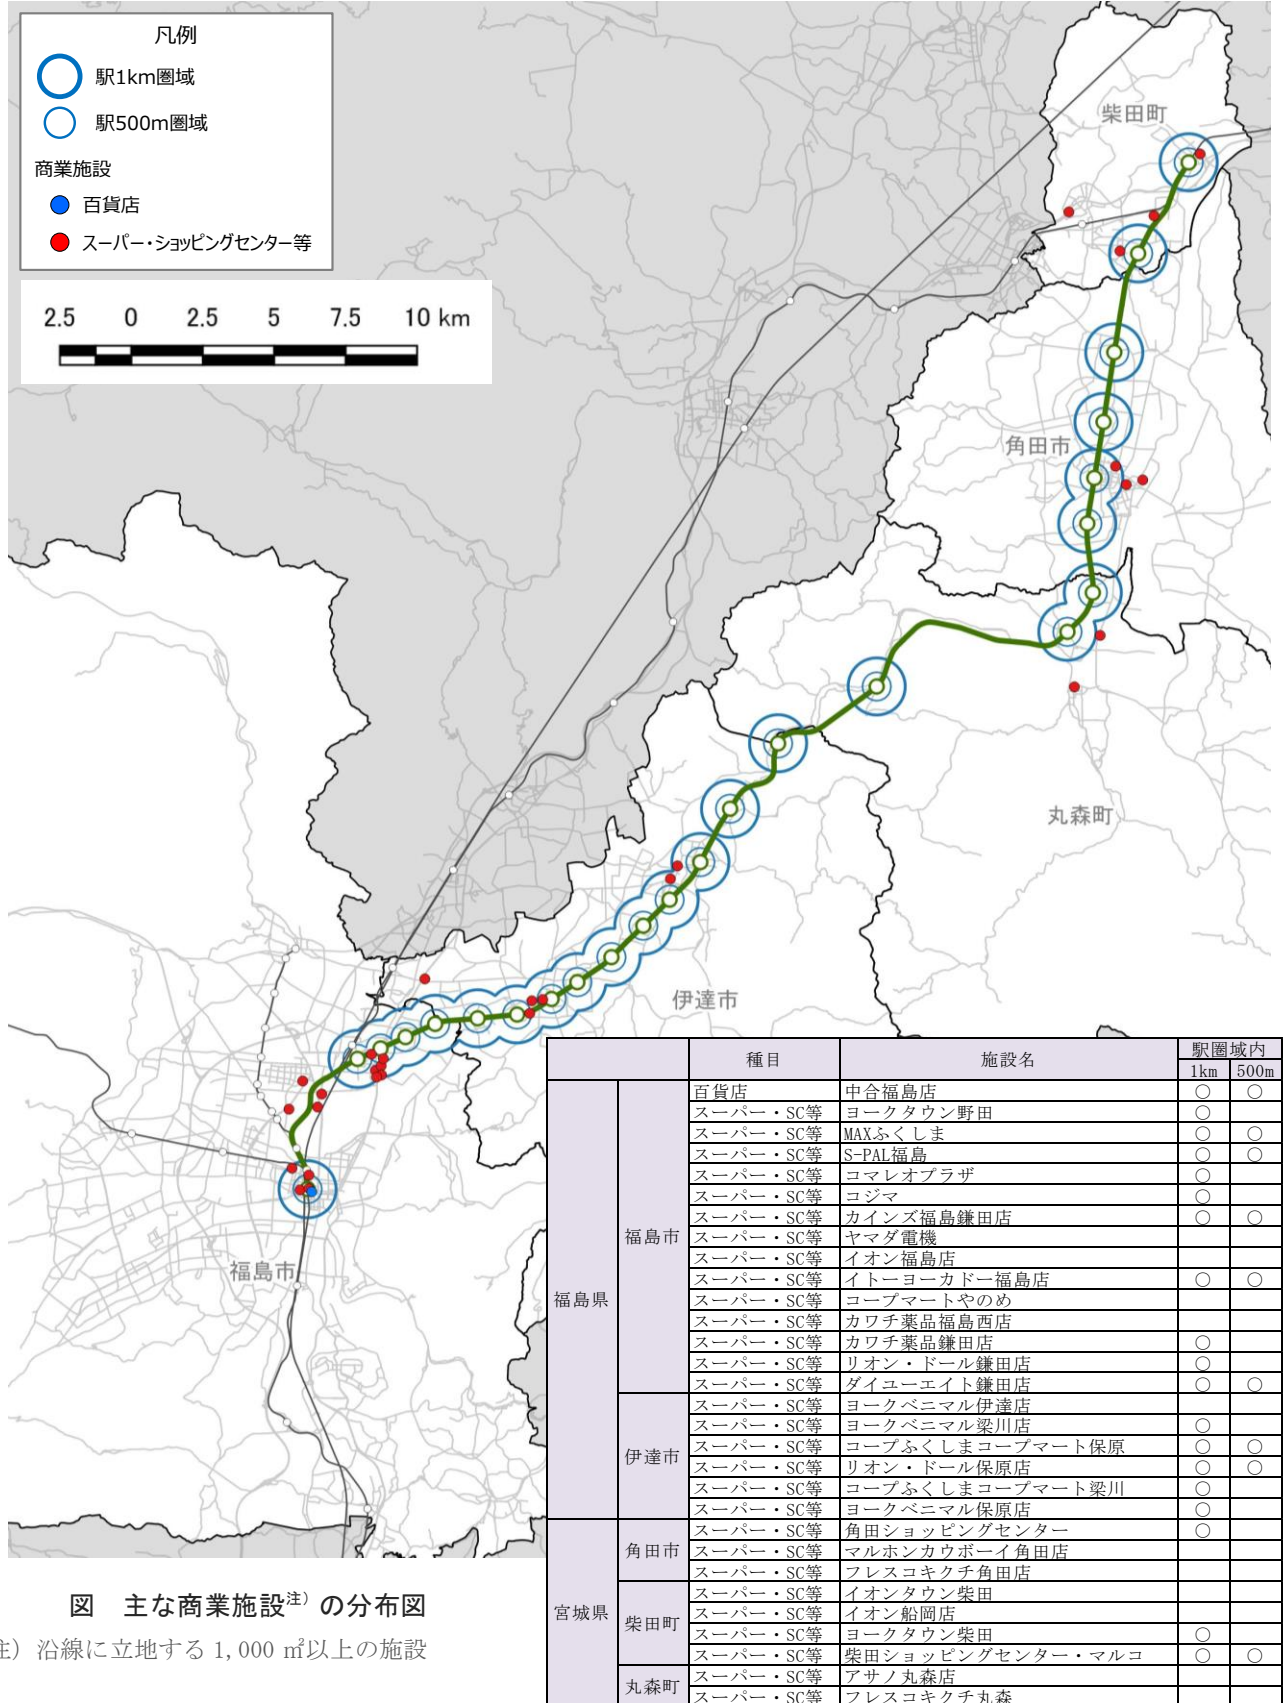 凡例
駅1km圏域
駅500m圏域
商業施設
百貨店
スーパー・ショッピングセンター等
2.5 0 2.5 5 7.5 10 km
柴田町
角田市
丸森町
伊達市
福島市
種目 施設名 駅圏域内
1km 500m
福島県 福島市 百貨店 中合福島店 ○ ○
スーパー・SC等 ヨークタウン野田 ○
スーパー・SC等 MAXふくしま ○ ○
スーパー・SC等 S-PAL福島 ○ ○
スーパー・SC等 コマレオプラザ ○
スーパー・SC等 コジマ ○
スーパー・SC等 カインズ福島鎌田店 ○ ○
スーパー・SC等 ヤマダ電機
スーパー・SC等 イオン福島店
スーパー・SC等 イトーヨーカドー福島店 ○ ○
スーパー・SC等 コープマートやのめ
スーパー・SC等 カワチ薬品福島西店
スーパー・SC等 カワチ薬品鎌田店 ○
スーパー・SC等 リオン・ドール鎌田店 ○
スーパー・SC等 ダイユーエイト鎌田店 ○ ○
伊達市 スーパー・SC等 ヨークベニマル伊達店
スーパー・SC等 ヨークベニマル梁川店 ○
スーパー・SC等 コープふくしまコープマート保原 ○ ○
スーパー・SC等 リオン・ドール保原店 ○ ○
スーパー・SC等 コープふくしまコープマート梁川 ○
スーパー・SC等 ヨークベニマル保原店 ○
宮城県 角田市 スーパー・SC等 角田ショッピングセンター ○
スーパー・SC等 マルホンカウボーイ角田店
スーパー・SC等 フレスコキクチ角田店
柴田町 スーパー・SC等 イオンタウン柴田
スーパー・SC等 イオン船岡店
スーパー・SC等 ヨークタウン柴田 ○
スーパー・SC等 柴田ショッピングセンター・マルコ ○ ○
丸森町 スーパー・SC等 アサノ丸森店
スーパー・SC等 フレスコキクチ丸森
図 主な商業施設注）の分布図
注）沿線に立地する 1,000 ㎡以上の施設